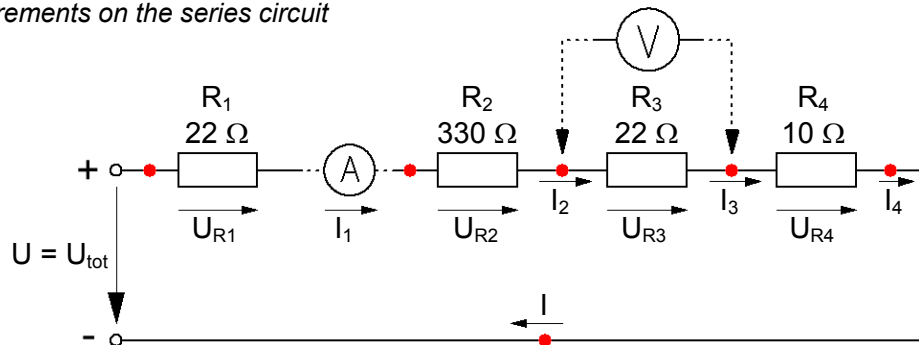 rements on the series circuit
V
R1 R2 R3 R4
22 Ω 330 Ω 22 Ω 10 Ω
+ A
UR1 I1 UR2 I2 UR3 I3 UR4 I4
U = Utot
I
-